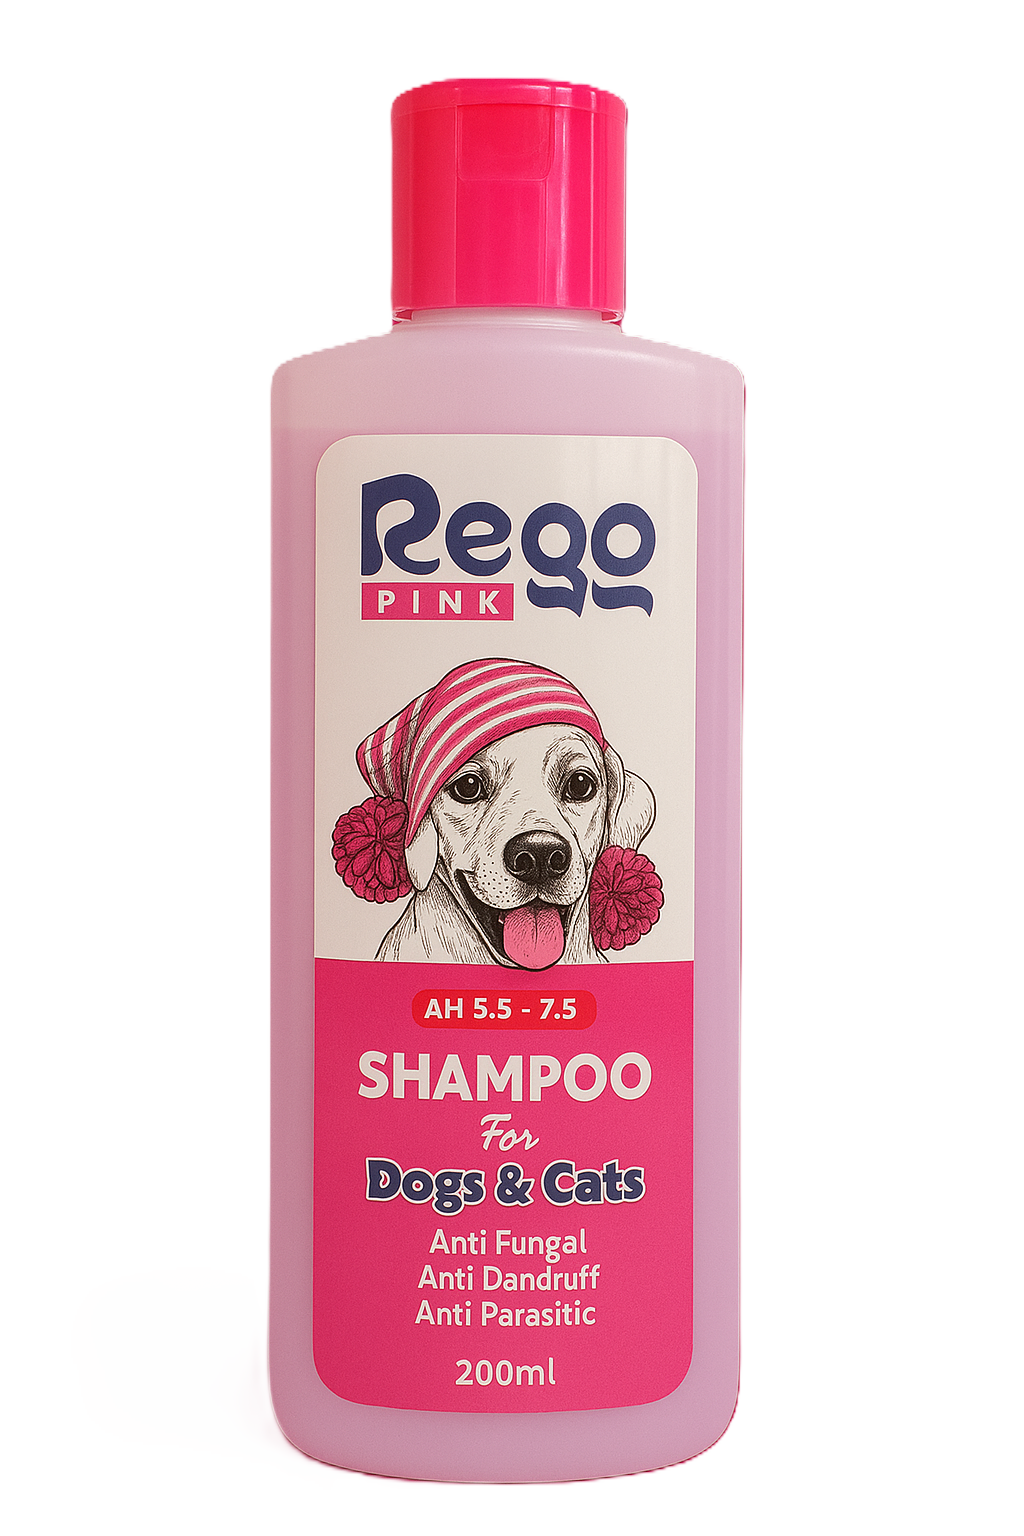 Rego
PINK
AH 5.5 - 7.5
SHAMPOO
For
Dogs & Cats
Anti Fungal
Anti Dandruff
Anti Parasitic
200ml